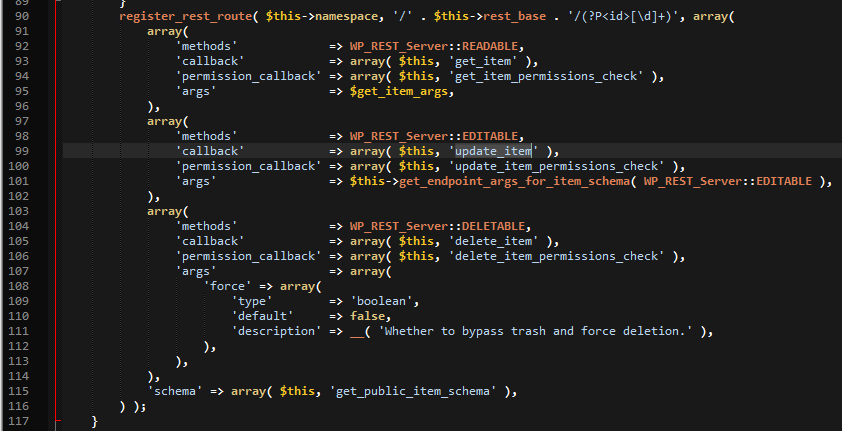 89 }
90 register_rest_route( $this->namespace, '/' . $this->rest_base . '/(?P<id>[\d]+)', array(
91 array(
92 'methods' => WP_REST_Server::READABLE,
93 'callback' => array( $this, 'get_item' ),
94 'permission_callback' => array( $this, 'get_item_permissions_check' ),
95 'args' => $get_item_args,
96 ),
97 array(
98 'methods' => WP_REST_Server::EDITABLE,
99 'callback' => array( $this, 'update_item' ),
100 'permission_callback' => array( $this, 'update_item_permissions_check' ),
101 'args' => $this->get_endpoint_args_for_item_schema( WP_REST_Server::EDITABLE ),
102 ),
103 array(
104 'methods' => WP_REST_Server::DELETABLE,
105 'callback' => array( $this, 'delete_item' ),
106 'permission_callback' => array( $this, 'delete_item_permissions_check' ),
107 'args' => array(
108 'force' => array(
109 'type' => 'boolean',
110 'default' => false,
111 'description' => __( 'Whether to bypass trash and force deletion.' ),
112 ),
113 ),
114 ),
115 'schema' => array( $this, 'get_public_item_schema' ),
116 ) );
117 }